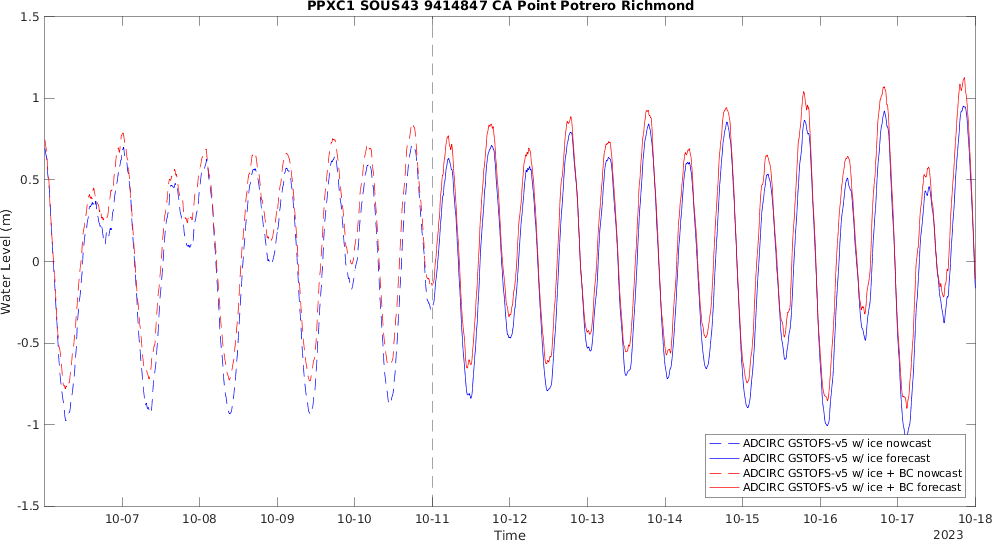 PPXC1 SOUS43 9414847 CA Point Potrero Richmond
1.5
1
0.5
0
-0.5
-1
-1.5
Water Level (m)
ADCIRC GSTOFS-v5 w/ ice nowcast
ADCIRC GSTOFS-v5 w/ ice forecast
ADCIRC GSTOFS-v5 w/ ice + BC nowcast
ADCIRC GSTOFS-v5 w/ ice + BC forecast
10-07 10-08 10-09 10-10 10-11 10-12 10-13 10-14 10-15 10-16 10-17 10-18
Time
2023